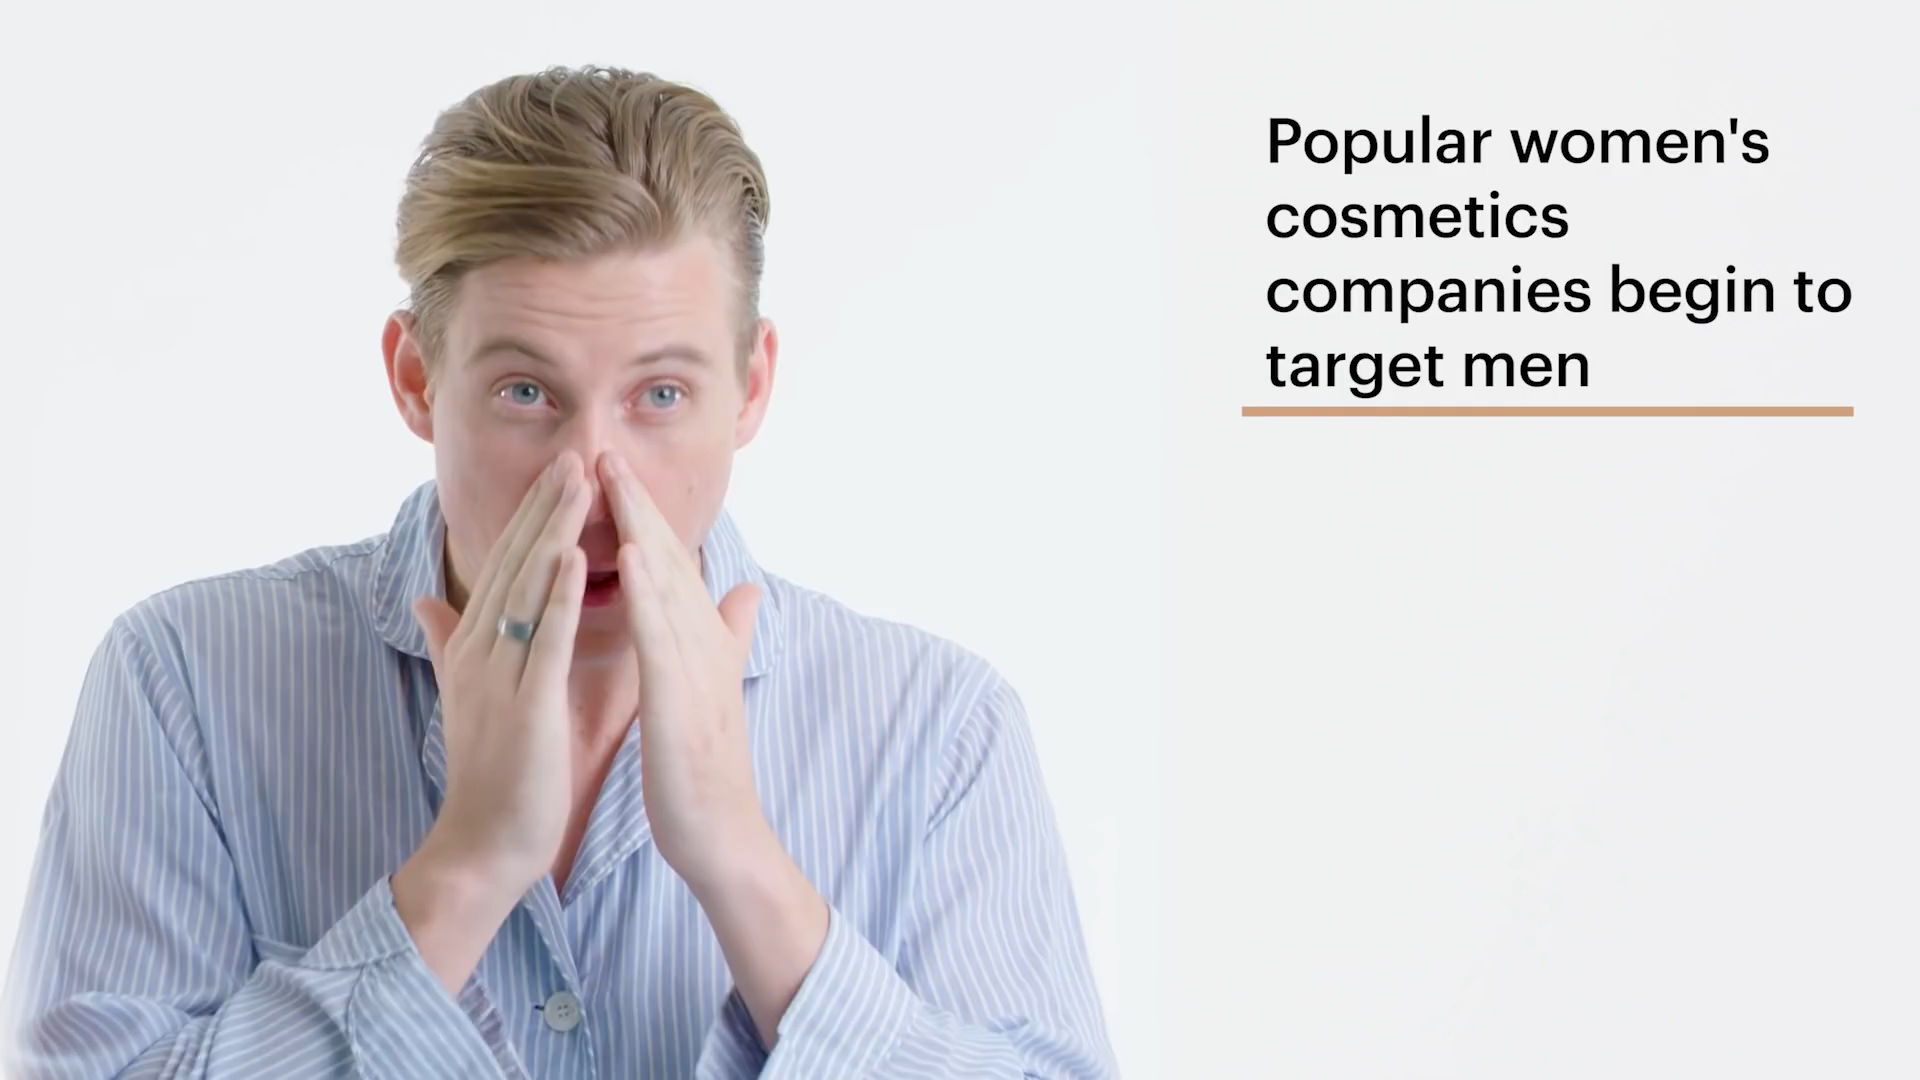 Popular women's
cosmetics
companies begin to
target men